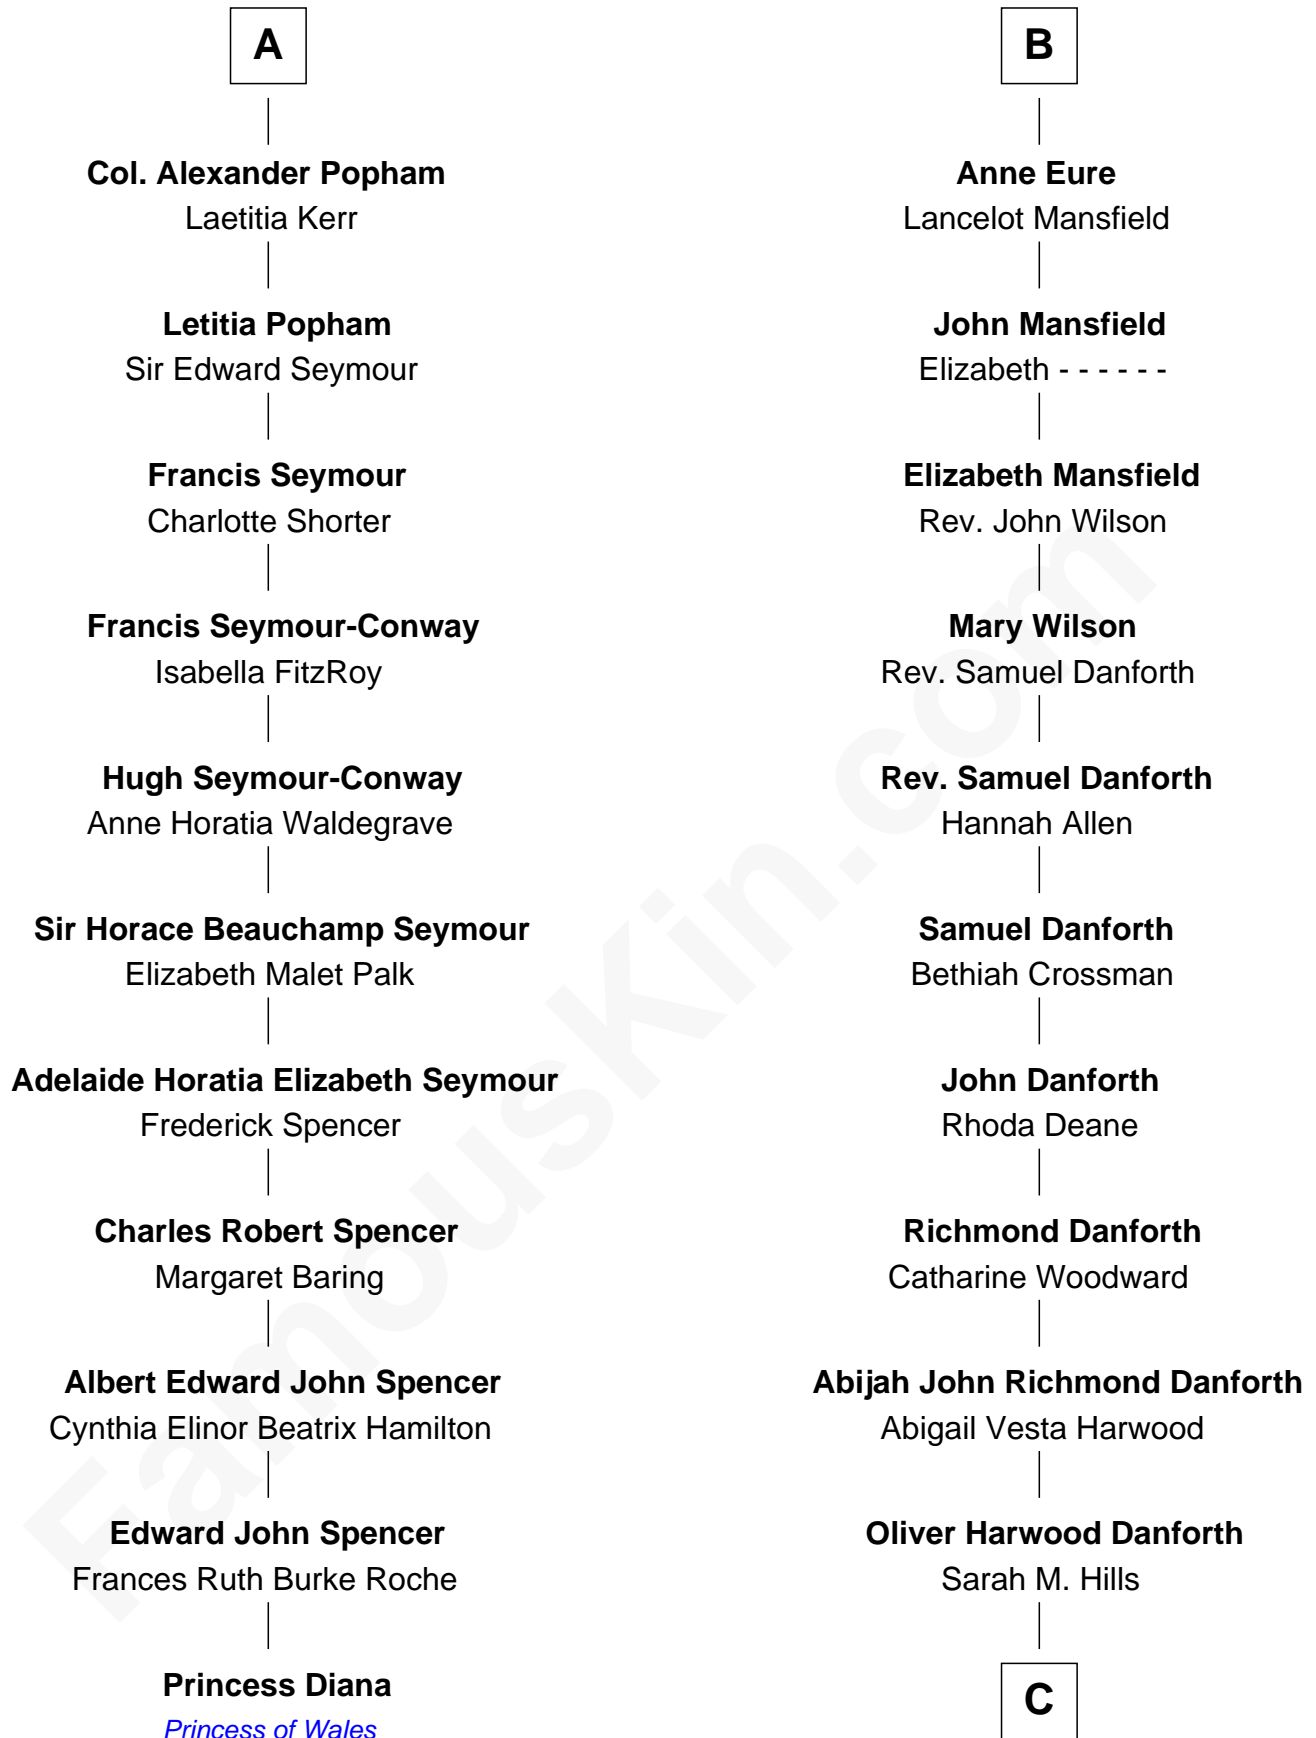 A
Col. Alexander Popham
Laetitia Kerr
Letitia Popham
Sir Edward Seymour
Francis Seymour
Charlotte Shorter
Francis Seymour-Conway
Isabella FitzRoy
Hugh Seymour-Conway
Anne Horatia Waldegrave
Sir Horace Beauchamp Seymour
Elizabeth Malet Palk
Adelaide Horatia Elizabeth Seymour
Frederick Spencer
Charles Robert Spencer
Margaret Baring
Albert Edward John Spencer
Cynthia Elinor Beatrix Hamilton
Edward John Spencer
Frances Ruth Burke Roche
Princess Diana
Princess of Wales
B
Anne Eure
Lancelot Mansfield
John Mansfield
Elizabeth - - - - - -
Elizabeth Mansfield
Rev. John Wilson
Mary Wilson
Rev. Samuel Danforth
Rev. Samuel Danforth
Hannah Allen
Samuel Danforth
Bethiah Crossman
John Danforth
Rhoda Deane
Richmond Danforth
Catharine Woodward
Abijah John Richmond Danforth
Abigail Vesta Harwood
Oliver Harwood Danforth
Sarah M. Hills
C
FamousKin.com